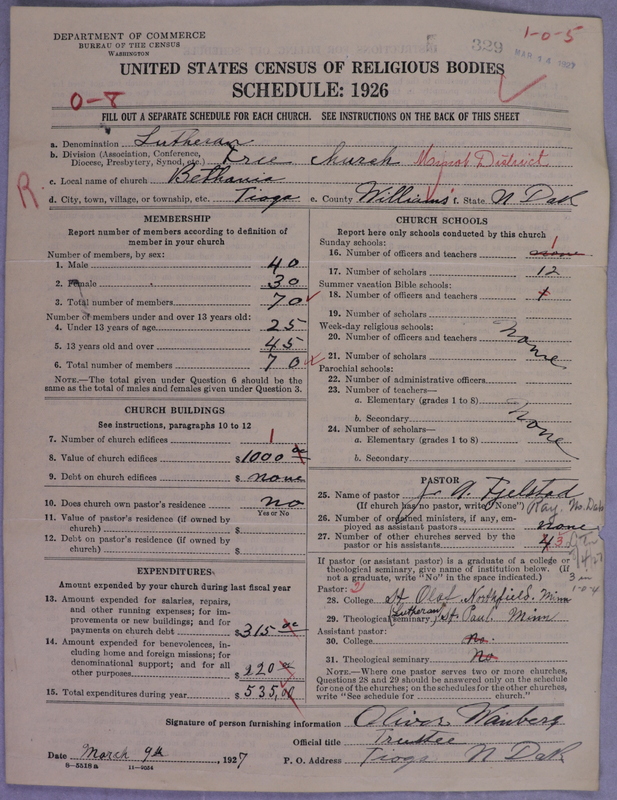 DEPARTMENT OF COMMERCE
BUREAU OF THE CENSUS
WASHINGTON
329
1-0-5
MAR 14 1927
UNITED STATES CENSUS OF RELIGIOUS BODIES
SCHEDULE: 1926
0-8
FILL OUT A SEPARATE SCHEDULE FOR EACH CHURCH. SEE INSTRUCTIONS ON THE BACK OF THIS SHEET
a. Denomination Lutheran
b. Division (Association, Conference, Diocese, Presbytery, Synod, etc.) Free Church District
R.
c. Local name of church Bethania
d. City, town, village, or township, etc. Tioga e. County Williams f. State N Dak
MEMBERSHIP
Report number of members according to definition of member in your church
Number of members, by sex:
1. Male 40
2. Female 30
3. Total number of members 70
Number of members under and over 13 years old:
4. Under 13 years of age 25
5. 13 years old and over 45
6. Total number of members 70
NOTE.—The total given under Question 6 should be the same as the total of males and females given under Question 3.
CHURCH BUILDINGS
See instructions, paragraphs 10 to 12
7. Number of church edifices 1
8. Value of church edifices $1000 00
9. Debt on church edifices $ none
10. Does church own pastor's residence? no
Yes or No
11. Value of pastor's residence (if owned by church) $
12. Debt on pastor's residence (if owned by church) $
EXPENDITURES
Amount expended by your church during last fiscal year
13. Amount expended for salaries, repairs, and other running expenses; for improvements or new buildings; and for payments on church debt $315 00
14. Amount expended for benevolences, including home and foreign missions; for denominational support; and for all other purposes $220 00
15. Total expenditures during year $535,00
CHURCH SCHOOLS
Report here only schools conducted by this church
Sunday schools:
16. Number of officers and teachers none 1
17. Number of scholars 12
Summer vacation Bible schools:
18. Number of officers and teachers 1
19. Number of scholars
Week-day religious schools:
20. Number of officers and teachers none
21. Number of scholars
Parochial schools:
22. Number of administrative officers
23. Number of teachers—
a. Elementary (grades 1 to 8)
b. Secondary none
24. Number of scholars—
a. Elementary (grades 1 to 8)
b. Secondary
PASTOR
25. Name of pastor J. A. Fjelstad
(If church has no pastor, write "None") Ray, No. Dak
26. Number of ordained ministers, if any, employed as assistant pastors none
27. Number of other churches served by the pastor or his assistants 4 3
If pastor (or assistant pastor) is a graduate of a college or theological seminary, give name of institution below. (If not a graduate, write "No" in the space indicated.)
1-0-4
Pastor:
28. College St Olaf Northfield, Minn
29. Theological seminary (Lutheran) St. Paul Minn
Assistant pastor:
30. College No.
31. Theological seminary No
NOTE.—Where one pastor serves two or more churches, Questions 28 and 29 should be answered only on the schedule for one of the churches; on the schedules for the other churches, write "See schedule for church."
Signature of person furnishing information Oliver Wanberg
Official title Trustee
Date March 9th, 1927 P. O. Address Tioga N Dak
8-5518a 11-9034